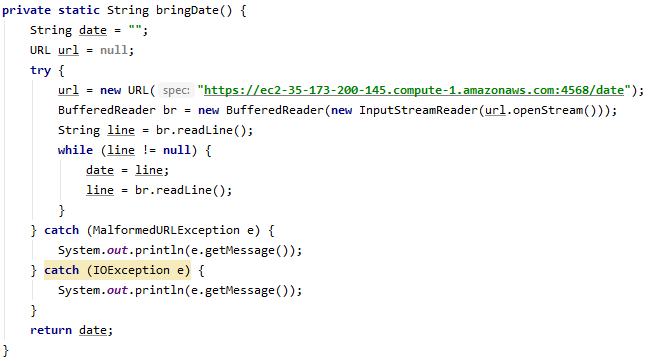 private static String bringDate() {
    String date = "";
    URL url = null;
    try {
        url = new URL( spec: "https://ec2-35-173-200-145.compute-1.amazonaws.com:4568/date");
        BufferedReader br = new BufferedReader(new InputStreamReader(url.openStream()));
        String line = br.readLine();
        while (line != null) {
            date = line;
            line = br.readLine();
        }
    } catch (MalformedURLException e) {
        System.out.println(e.getMessage());
    } catch (IOException e) {
        System.out.println(e.getMessage());
    }
    return date;
}